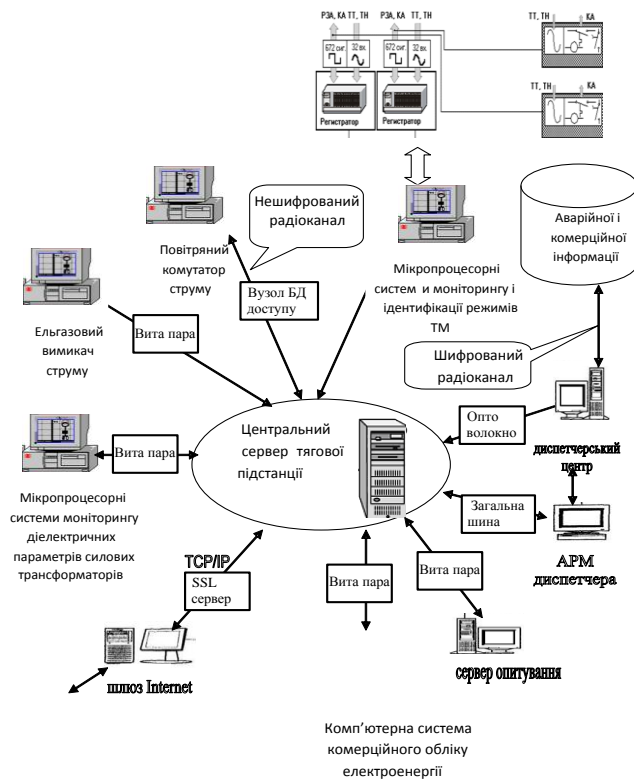 РЗА, КА ТТ, ТН РЗА, КА ТТ, ТН
672 сиг. 32 вх. 672 сиг. 32 вх.
Регистратор Регистратор
ТТ, ТН КА
ТТ, ТН КА
Нешифрований
радіоканал
Повітряний
комутатор
струму
Вузол БД
доступу
Мікропроцесорні
систем и моніторингу і
ідентифікації режимів
ТМ
Аварійної і
комерційної
інформації
Шифрований
радіоканал
Ельгазовий
вимикач
струму
Вита пара
Центральний
сервер тягової
підстанції
Опто
волокно
диспетчерський
центр
Вита пара
Мікропроцесорні
системи моніторингу
діелектричних
параметрів силових
трансформаторів
Загальна
шина
АРМ
диспетчера
TCP/IP
SSL
сервер
Вита пара
Вита пара
шлюз Internet
сервер опитування
Комп’ютерна система
комерційного обліку
електроенергії